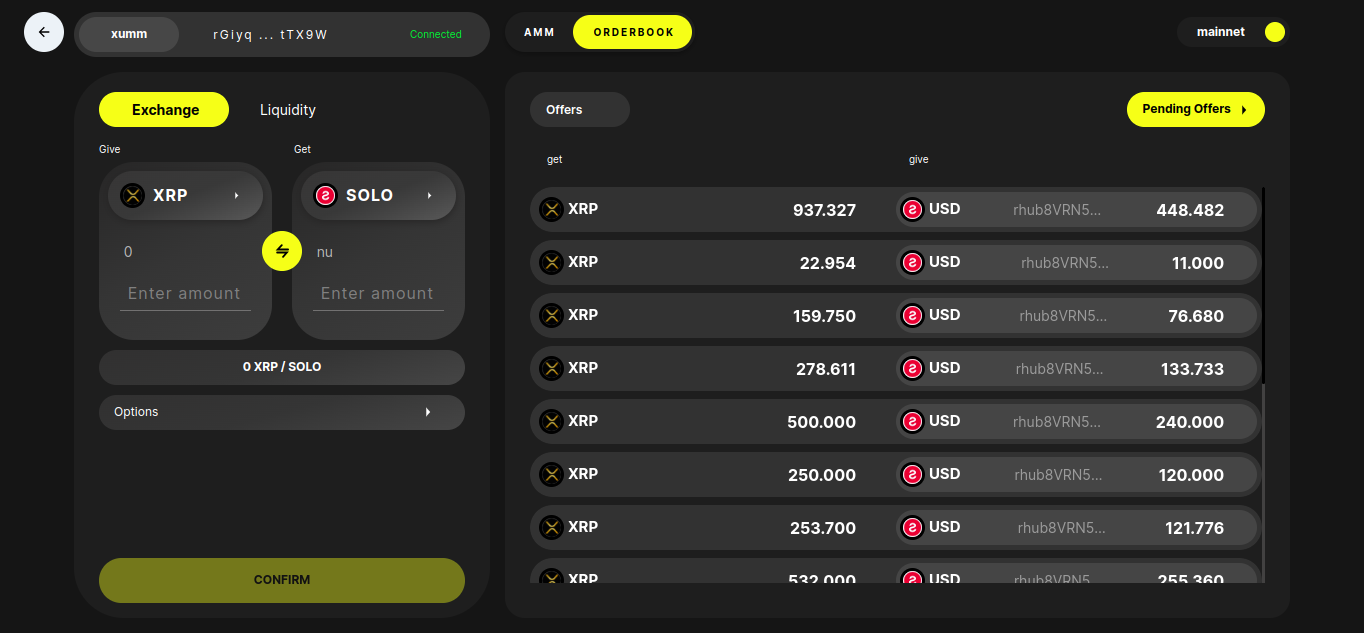 xumm rGiyq ... tTX9W Connected AMM ORDERBOOK mainnet
Exchange Liquidity
Give Get
XRP SOLO
0 nu
Enter amount Enter amount
0 XRP / SOLO
Options
CONFIRM
Offers Pending Offers
get give
XRP 937.327 USD rhub8VRN5... 448.482
XRP 22.954 USD rhub8VRN5... 11.000
XRP 159.750 USD rhub8VRN5... 76.680
XRP 278.611 USD rhub8VRN5... 133.733
XRP 500.000 USD rhub8VRN5... 240.000
XRP 250.000 USD rhub8VRN5... 120.000
XRP 253.700 USD rhub8VRN5... 121.776
XRP 532.000 USD rhub8VRN5... 255.360